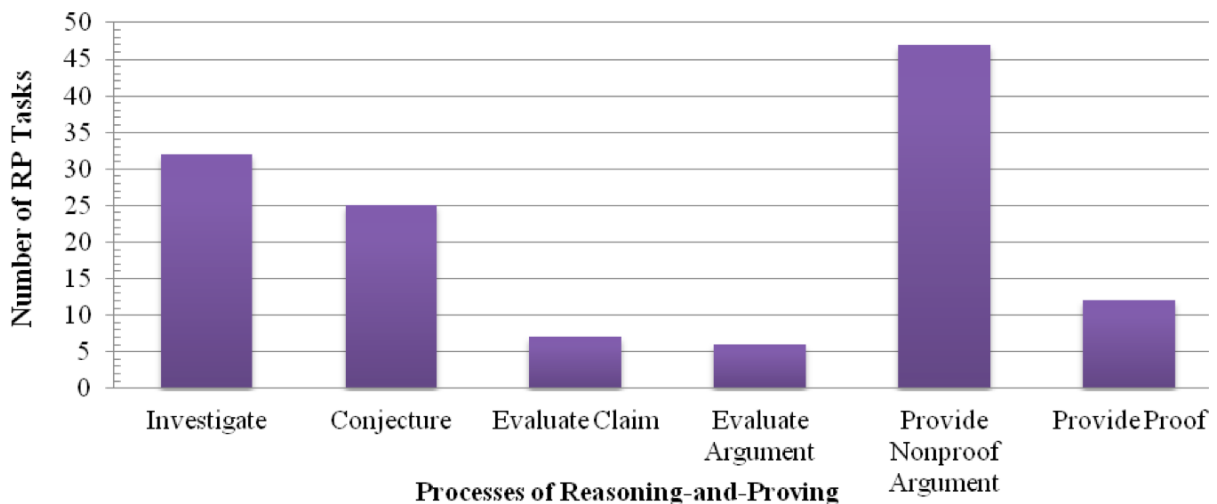 50
45
40
35
30
25
20
15
10
5
0
Number of RP Tasks
Investigate
Conjecture
Evaluate Claim
Evaluate
Argument
Provide
Nonproof
Argument
Provide Proof
Processes of Reasoning-and-Proving